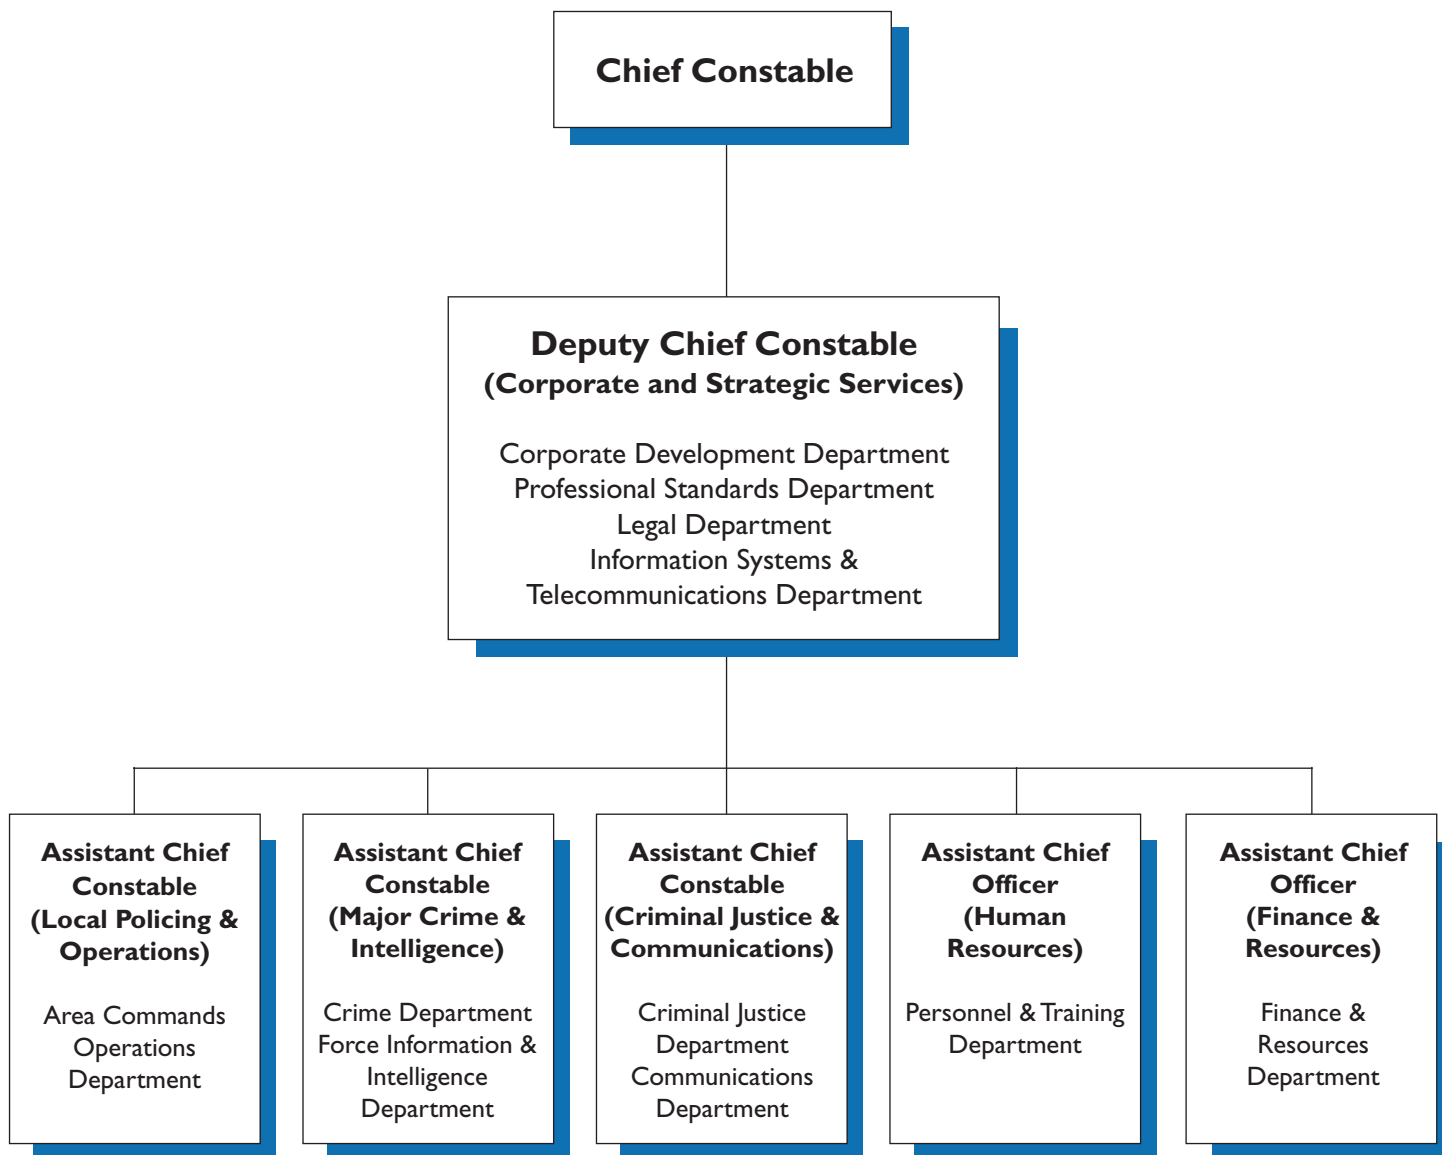 Chief Constable
Deputy Chief Constable
(Corporate and Strategic Services)
Corporate Development Department
Professional Standards Department
Legal Department
Information Systems &
Telecommunications Department
Assistant Chief
Constable
(Local Policing &
Operations)
Area Commands
Operations
Department
Assistant Chief
Constable
(Major Crime &
Intelligence)
Crime Department
Force Information &
Intelligence
Department
Assistant Chief
Constable
(Criminal Justice &
Communications)
Criminal Justice
Department
Communications
Department
Assistant Chief
Officer
(Human
Resources)
Personnel & Training
Department
Assistant Chief
Officer
(Finance &
Resources)
Finance &
Resources
Department